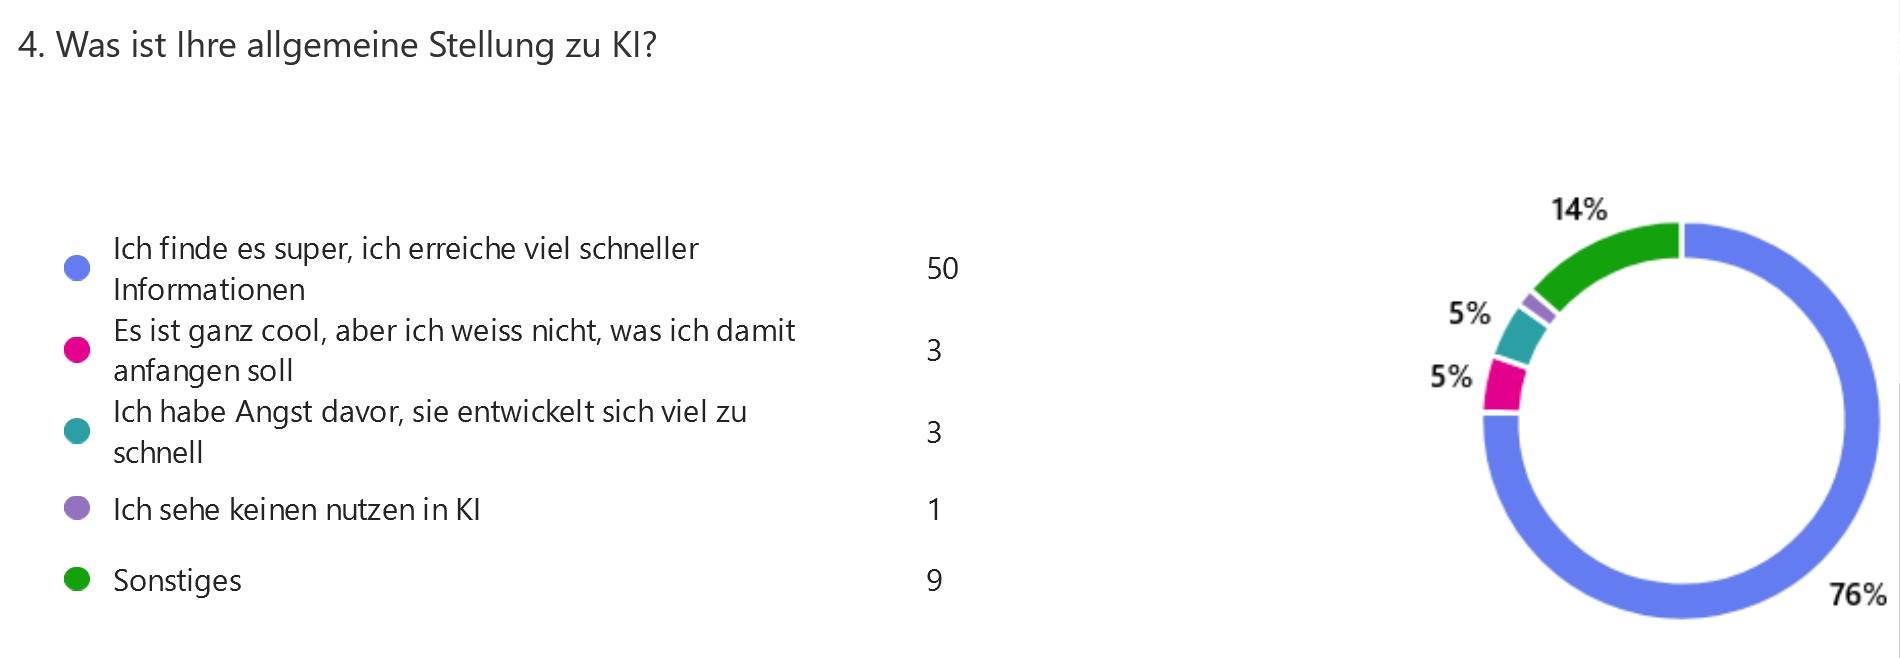 4. Was ist Ihre allgemeine Stellung zu KI?
Ich finde es super, ich erreiche viel schneller
Informationen
50
Es ist ganz cool, aber ich weiss nicht, was ich damit
anfangen soll
3
Ich habe Angst davor, sie entwickelt sich viel zu
schnell
3
Ich sehe keinen nutzen in KI
1
Sonstiges
9
14%
5%
5%
76%